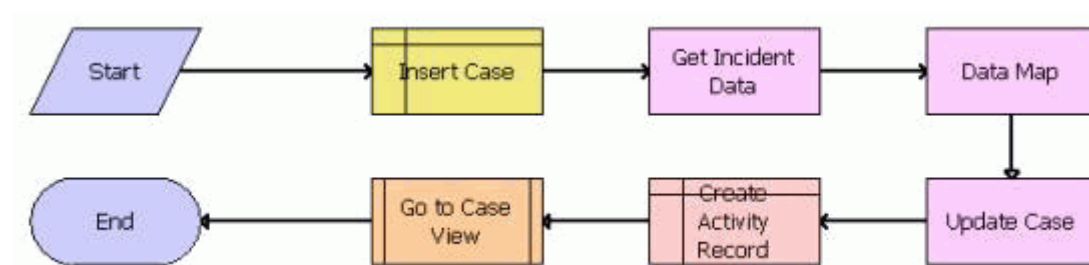 Start
Insert Case
Get Incident
Data
Data Map
Update Case
Create
Activity
Record
Go to Case
View
End